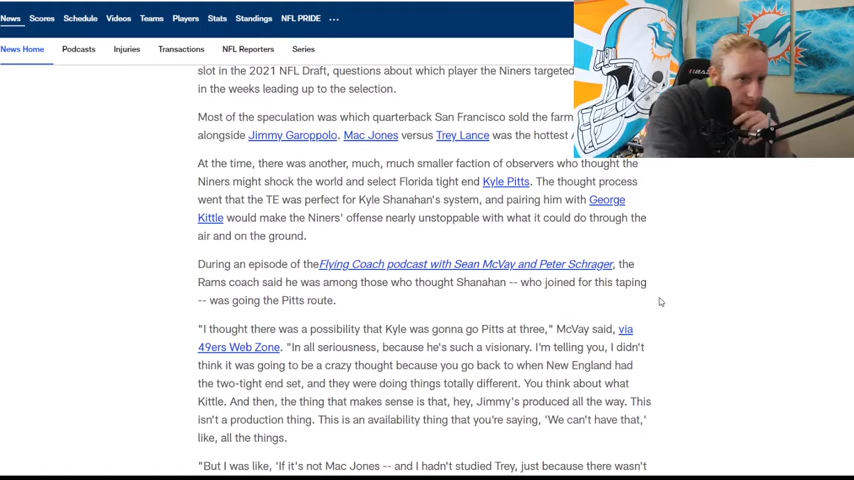 News Scores Schedule Videos Teams Players Stats Standings NFL PRIDE ...
News Home Podcasts Injuries Transactions NFL Reporters Series
slot in the 2021 NFL Draft, questions about which player the Niners targeted
in the weeks leading up to the selection.
Most of the speculation was which quarterback San Francisco sold the farm
alongside Jimmy Garoppolo. Mac Jones versus Trey Lance was the hottest
At the time, there was another, much, much smaller faction of observers who thought the
Niners might shock the world and select Florida tight end Kyle Pitts. The thought process
went that the TE was perfect for Kyle Shanahan's system, and pairing him with George
Kittle would make the Niners' offense nearly unstoppable with what it could do through the
air and on the ground.
During an episode of theFlying Coach podcast with Sean McVay and Peter Schrager, the
Rams coach said he was among those who thought Shanahan -- who joined for this taping
-- was going the Pitts route.
"I thought there was a possibility that Kyle was gonna go Pitts at three," McVay said, via
49ers Web Zone. "In all seriousness, because he's such a visionary. I'm telling you, I didn't
think it was going to be a crazy thought because you go back to when New England had
the two-tight end set, and they were doing things totally different. You think about what
Kittle. And then, the thing that makes sense is that, hey, Jimmy's produced all the way. This
isn't a production thing. This is an availability thing that you're saying, 'We can't have that,'
like, all the things.
"But I was like, 'If it's not Mac Jones -- and I hadn't studied Trey, just because there wasn't